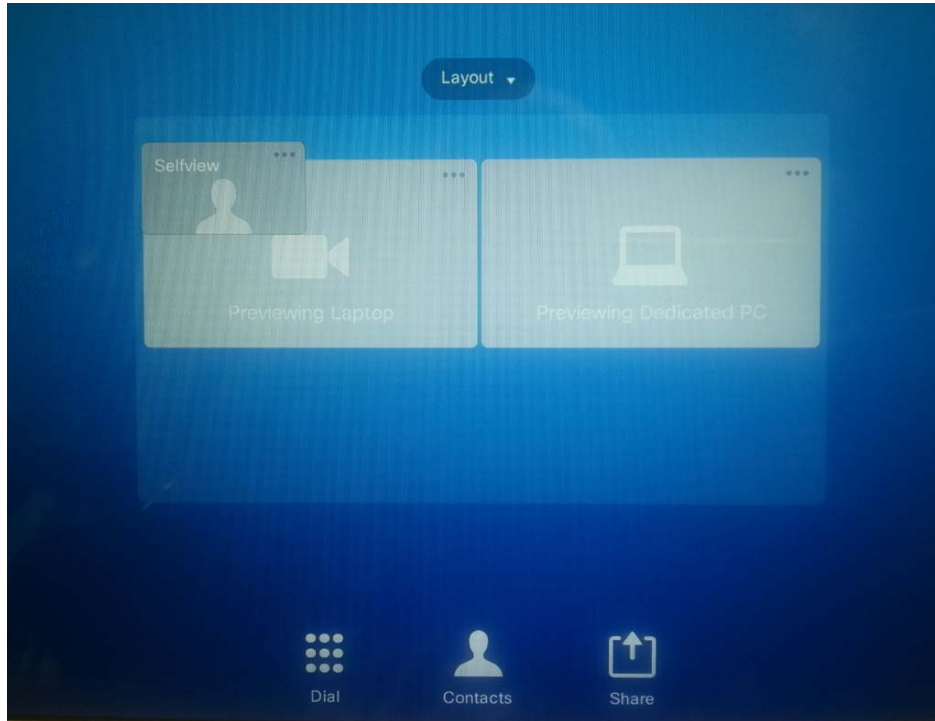 Layout
Selfview
Previewing Laptop
Previewing Dedicated PC
Dial
Contacts
Share